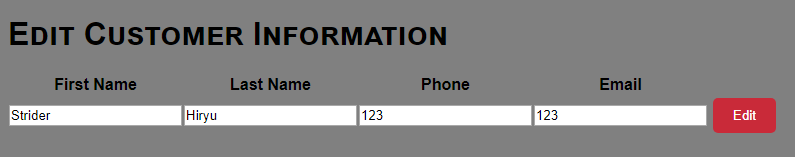 Edit Customer Information
First Name Last Name Phone Email
Strider Hiryu 123 123 Edit